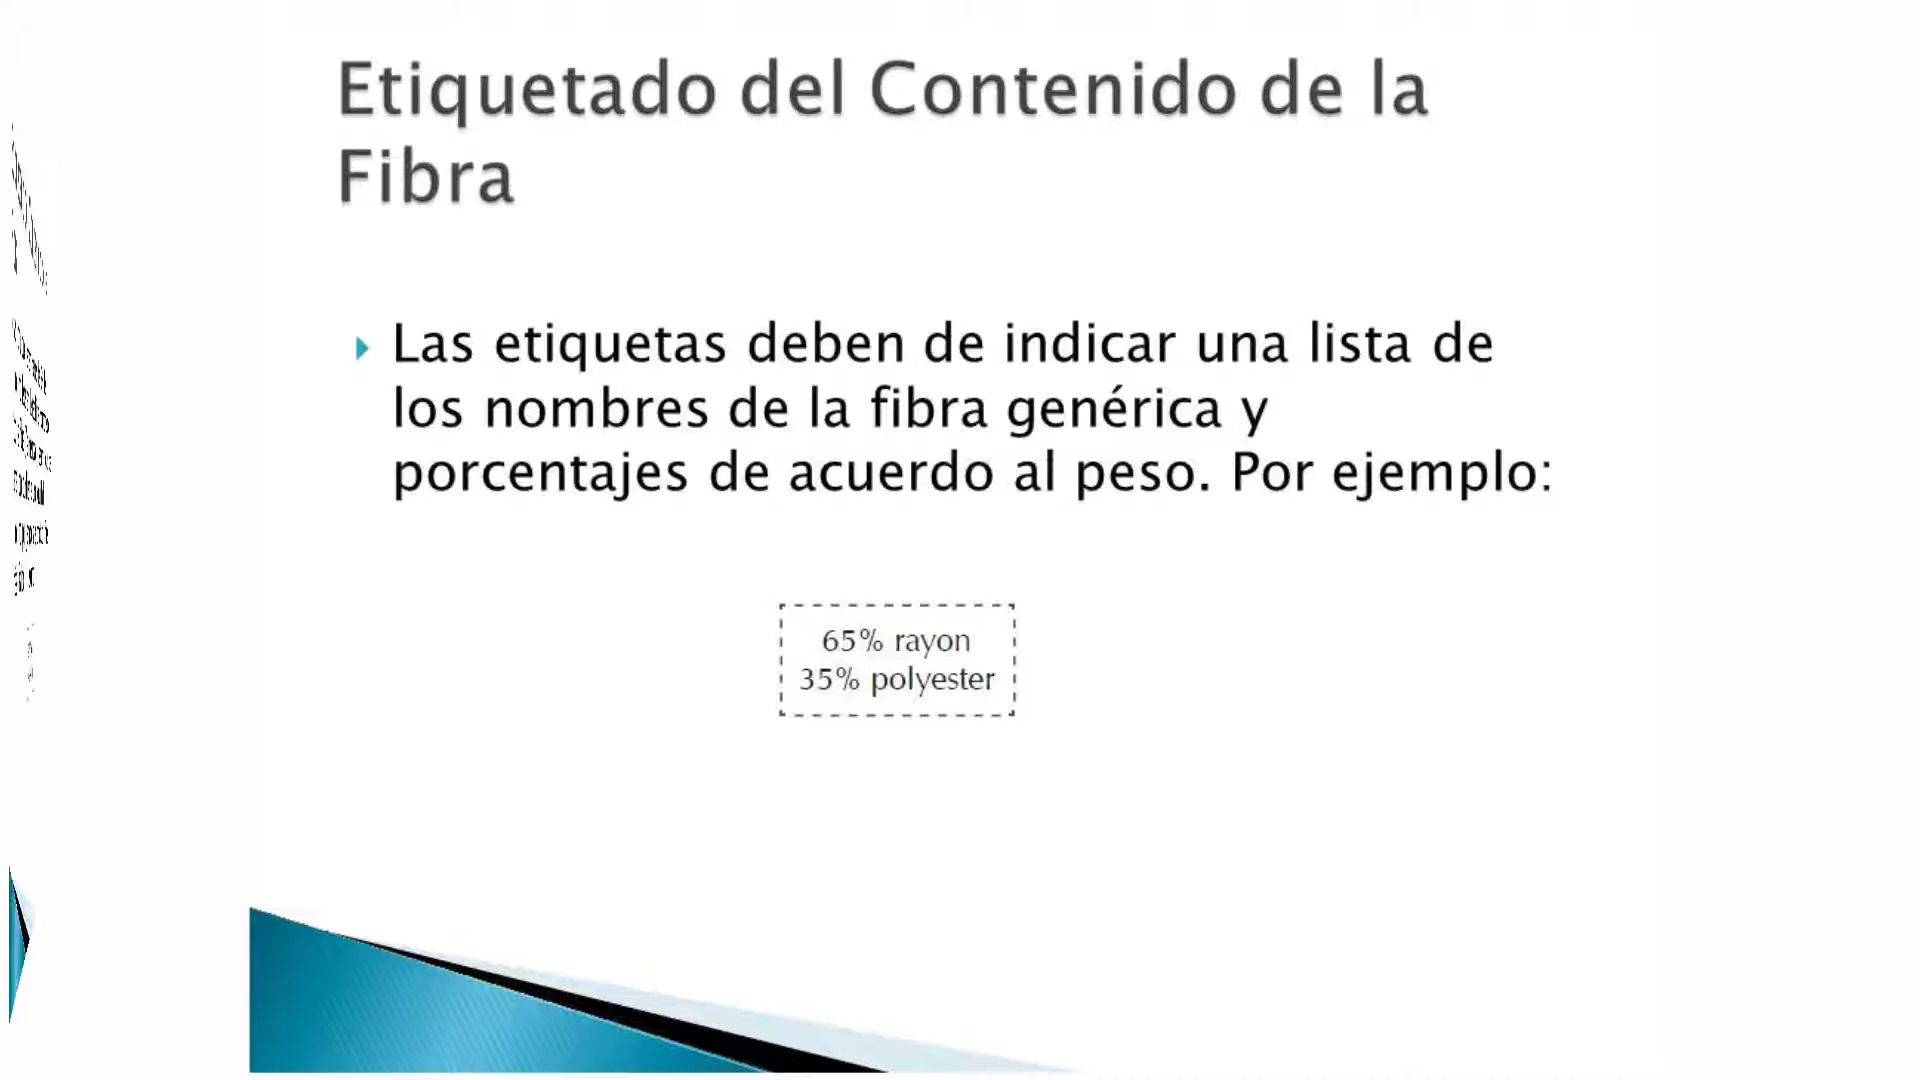 Etiquetado del Contenido de la
Fibra
Las etiquetas deben de indicar una lista de
los nombres de la fibra genérica y
porcentajes de acuerdo al peso. Por ejemplo:
65% rayon
35% polyester